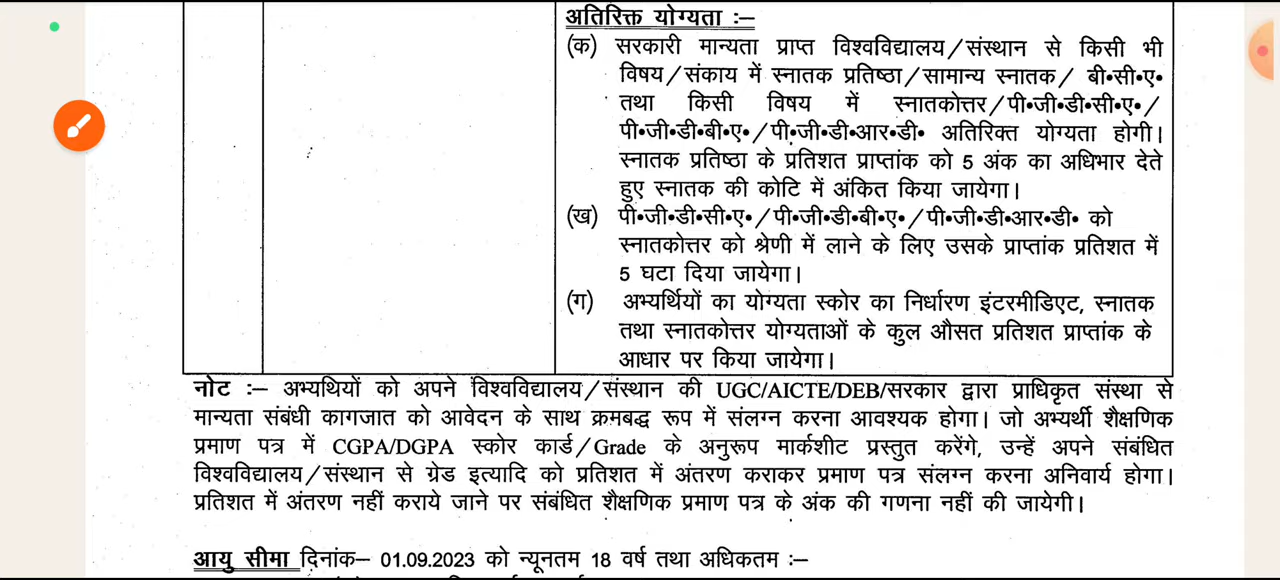 अतिरिक्त योग्यता :–
(क) सरकारी मान्यता प्राप्त विश्वविद्यालय/संस्थान से किसी भी
विषय/संकाय में स्नातक प्रतिष्ठा/सामान्य स्नातक/ बी॰सी॰ए॰
तथा किसी विषय में स्नातकोत्तर/पी॰जी॰डी॰सी॰ए॰/
पी॰जी॰डी॰बी॰ए॰/पी॰जी॰डी॰आर॰डी॰ अतिरिक्त योग्यता होगी।
स्नातक प्रतिष्ठा के प्रतिशत प्राप्तांक को 5 अंक का अधिभार देते
हुए स्नातक की कोटि में अंकित किया जायेगा।
(ख) पी॰जी॰डी॰सी॰ए॰/पी॰जी॰डी॰बी॰ए॰/पी॰जी॰डी॰आर॰डी॰ को
स्नातकोत्तर को श्रेणी में लाने के लिए उसके प्राप्तांक प्रतिशत में
5 घटा दिया जायेगा।
(ग) अभ्यर्थियों का योग्यता स्कोर का निर्धारण इंटरमीडिएट, स्नातक
तथा स्नातकोत्तर योग्यताओं के कुल औसत प्रतिशत प्राप्तांक के
आधार पर किया जायेगा।
नोट :– अभ्यथियों को अपने विश्वविद्यालय/संस्थान की UGC/AICTE/DEB/सरकार द्वारा प्राधिकृत संस्था से
मान्यता संबंधी कागजात को आवेदन के साथ क्रमबद्ध रूप में संलग्न करना आवश्यक होगा। जो अभ्यर्थी शैक्षणिक
प्रमाण पत्र में CGPA/DGPA स्कोर कार्ड/Grade के अनुरूप मार्कशीट प्रस्तुत करेंगे, उन्हें अपने संबंधित
विश्वविद्यालय/संस्थान से ग्रेड इत्यादि को प्रतिशत में अंतरण कराकर प्रमाण पत्र संलग्न करना अनिवार्य होगा।
प्रतिशत में अंतरण नहीं कराये जाने पर संबंधित शैक्षणिक प्रमाण पत्र के अंक की गणना नहीं की जायेगी।
आयु सीमा दिनांक– 01.09.2023 को न्यूनतम 18 वर्ष तथा अधिकतम :–